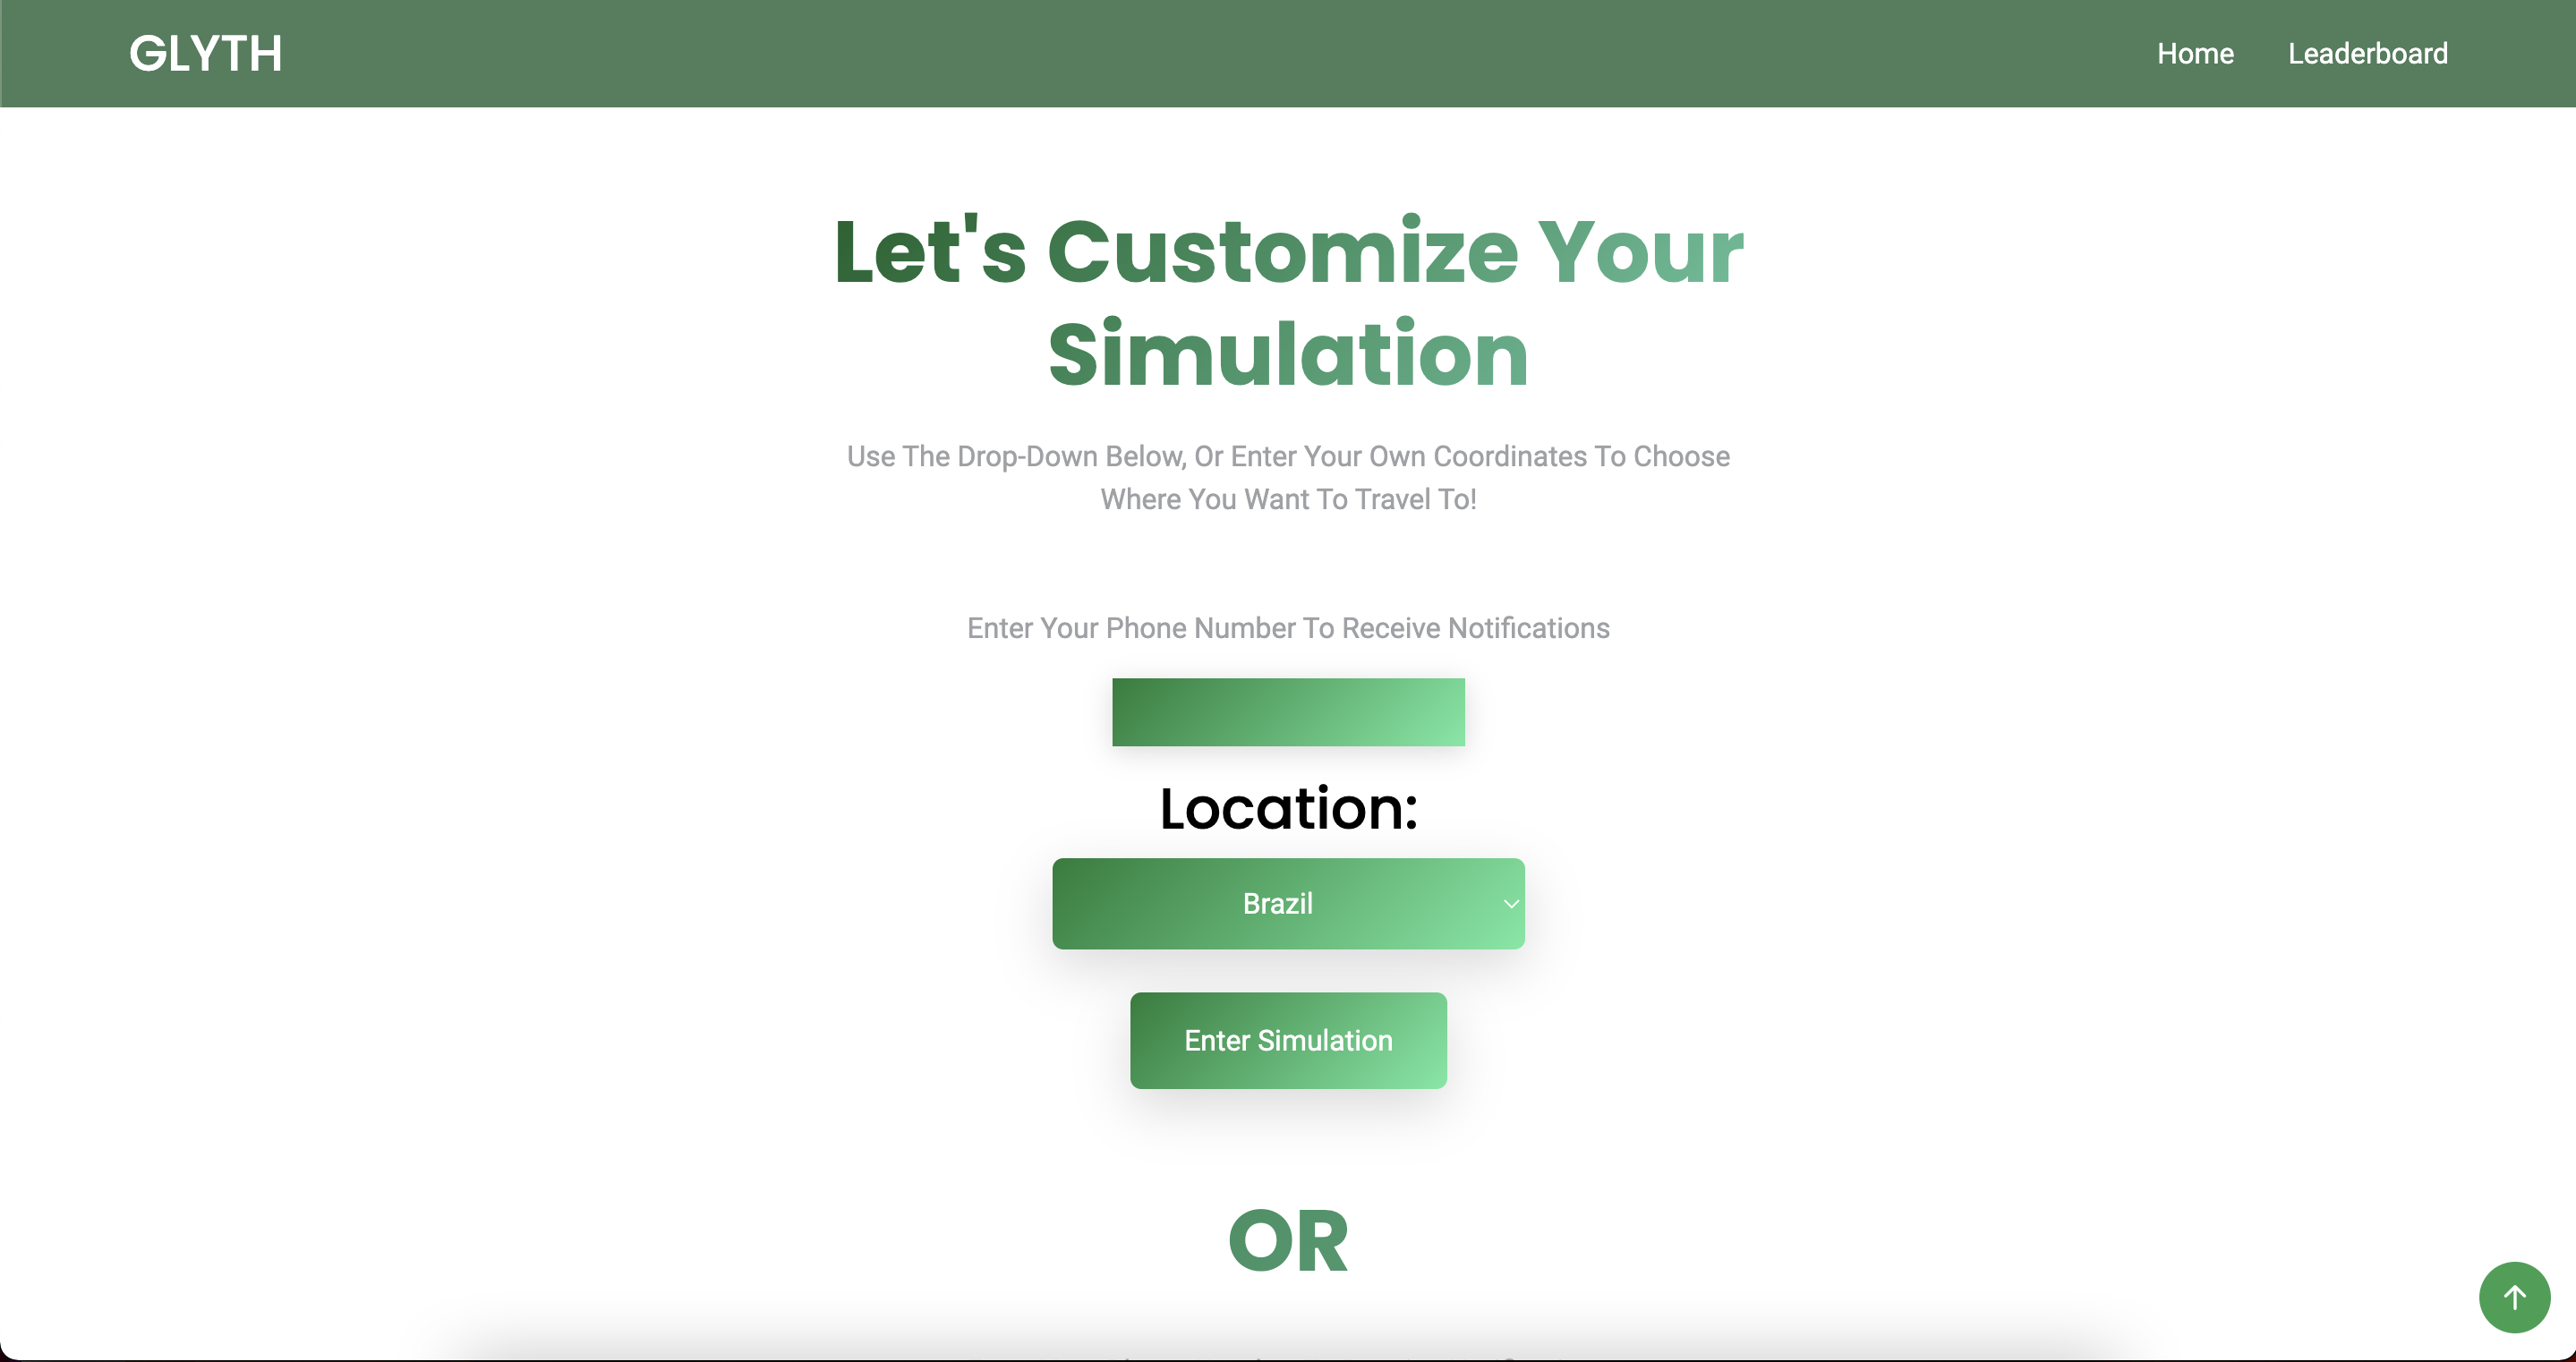 GLYTH
Home
Leaderboard
Let's Customize Your
Simulation
Use The Drop-Down Below, Or Enter Your Own Coordinates To Choose
Where You Want To Travel To!
Enter Your Phone Number To Receive Notifications
Location:
Brazil
Enter Simulation
OR